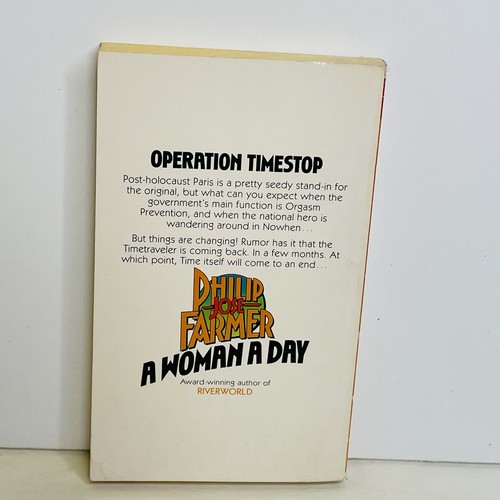 OPERATION TIMESTOP
Post-holocaust Paris is a pretty seedy stand-in for
the original, but what can you expect when the
government's main function is Orgasm
Prevention, and when the national hero is
wandering around in Nowhen...
But things are changing! Rumor has it that the
Timetraveler is coming back. In a few months. At
which point, Time itself will come to an end...
PHILIP
JOSE
FARMER
A WOMAN A DAY
Award-winning author of
RIVERWORLD